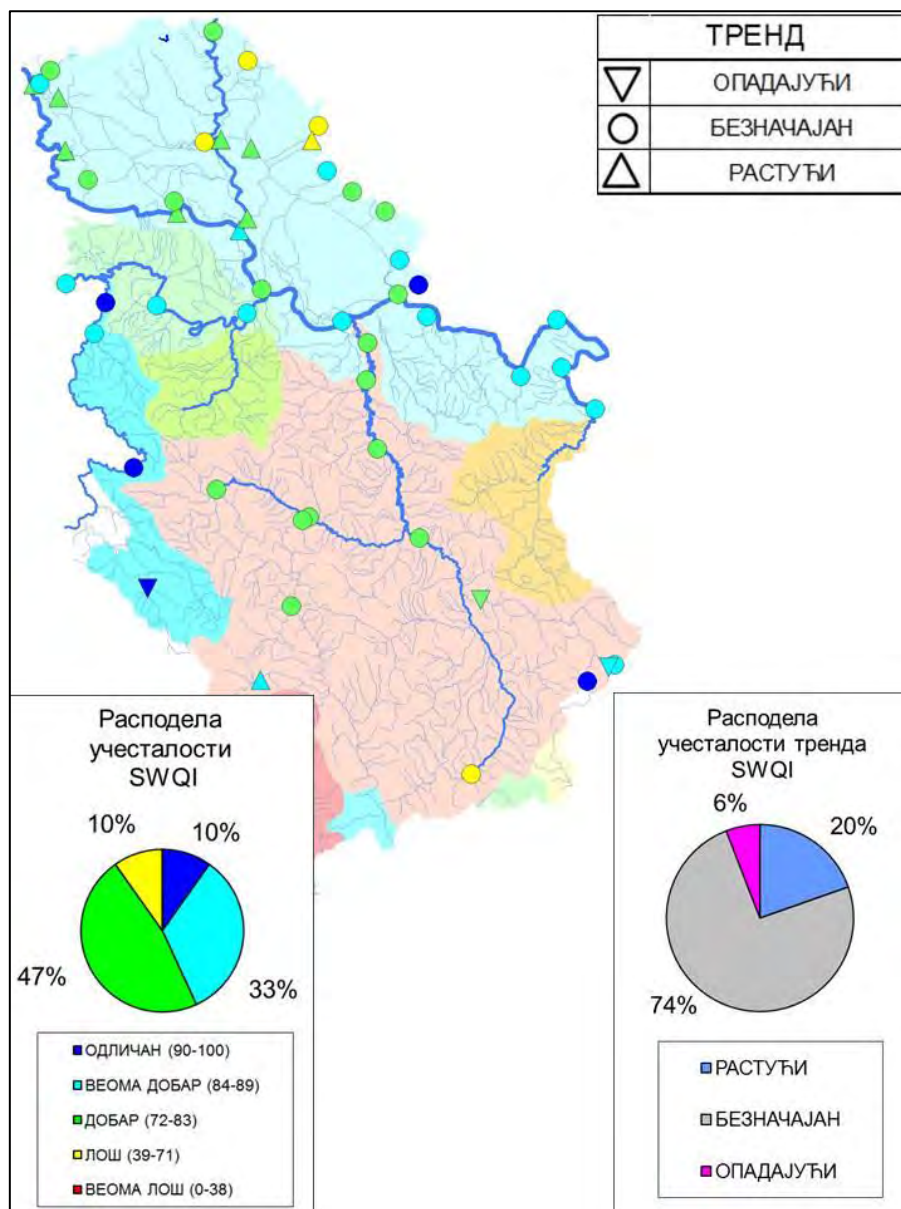 ТРЕНД
ОПАДАЈУЋИ
БЕЗНАЧАЈАН
РАСТУЋИ
Расподела
учесталости
SWQI
10%
10%
47%
33%
ОДЛИЧАН (90-100)
ВЕОМА ДОБАР (84-89)
ДОБАР (72-83)
ЛОШ (39-71)
ВЕОМА ЛОШ (0-38)
Расподела
учесталости тренда
SWQI
6%
20%
74%
РАСТУЋИ
БЕЗНАЧАЈАН
ОПАДАЈУЋИ